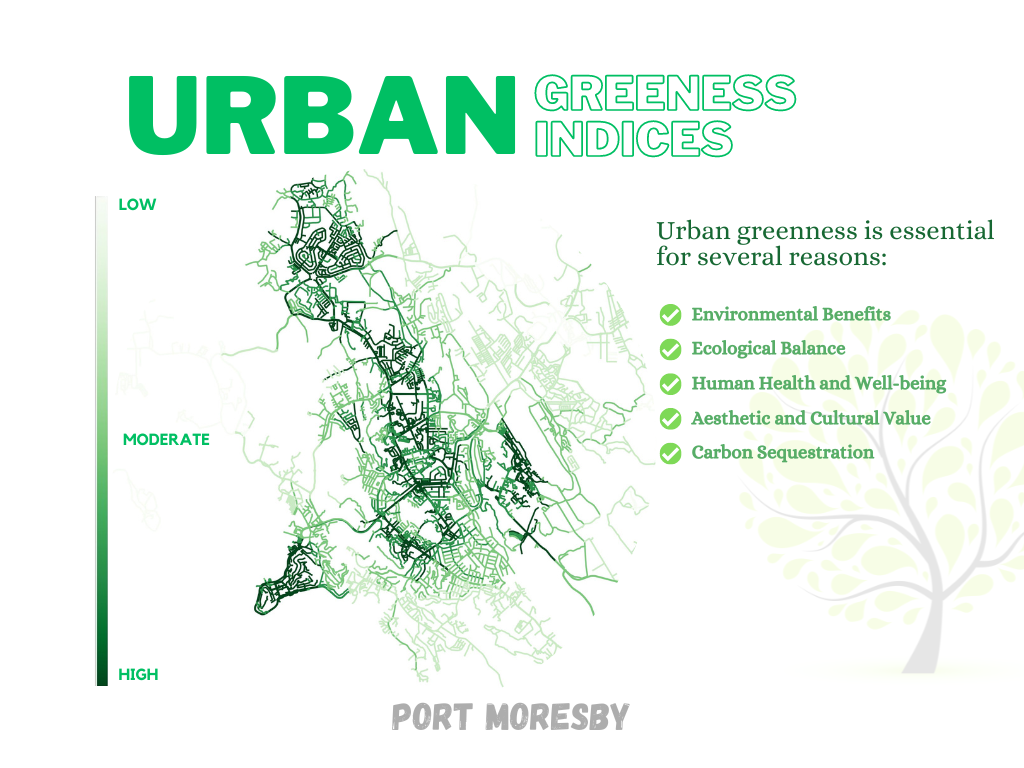 URBAN
GREENESS
INDICES
LOW
MODERATE
HIGH
Urban greenness is essential
for several reasons:
Environmental Benefits
Ecological Balance
Human Health and Well-being
Aesthetic and Cultural Value
Carbon Sequestration
PORT MORESBY